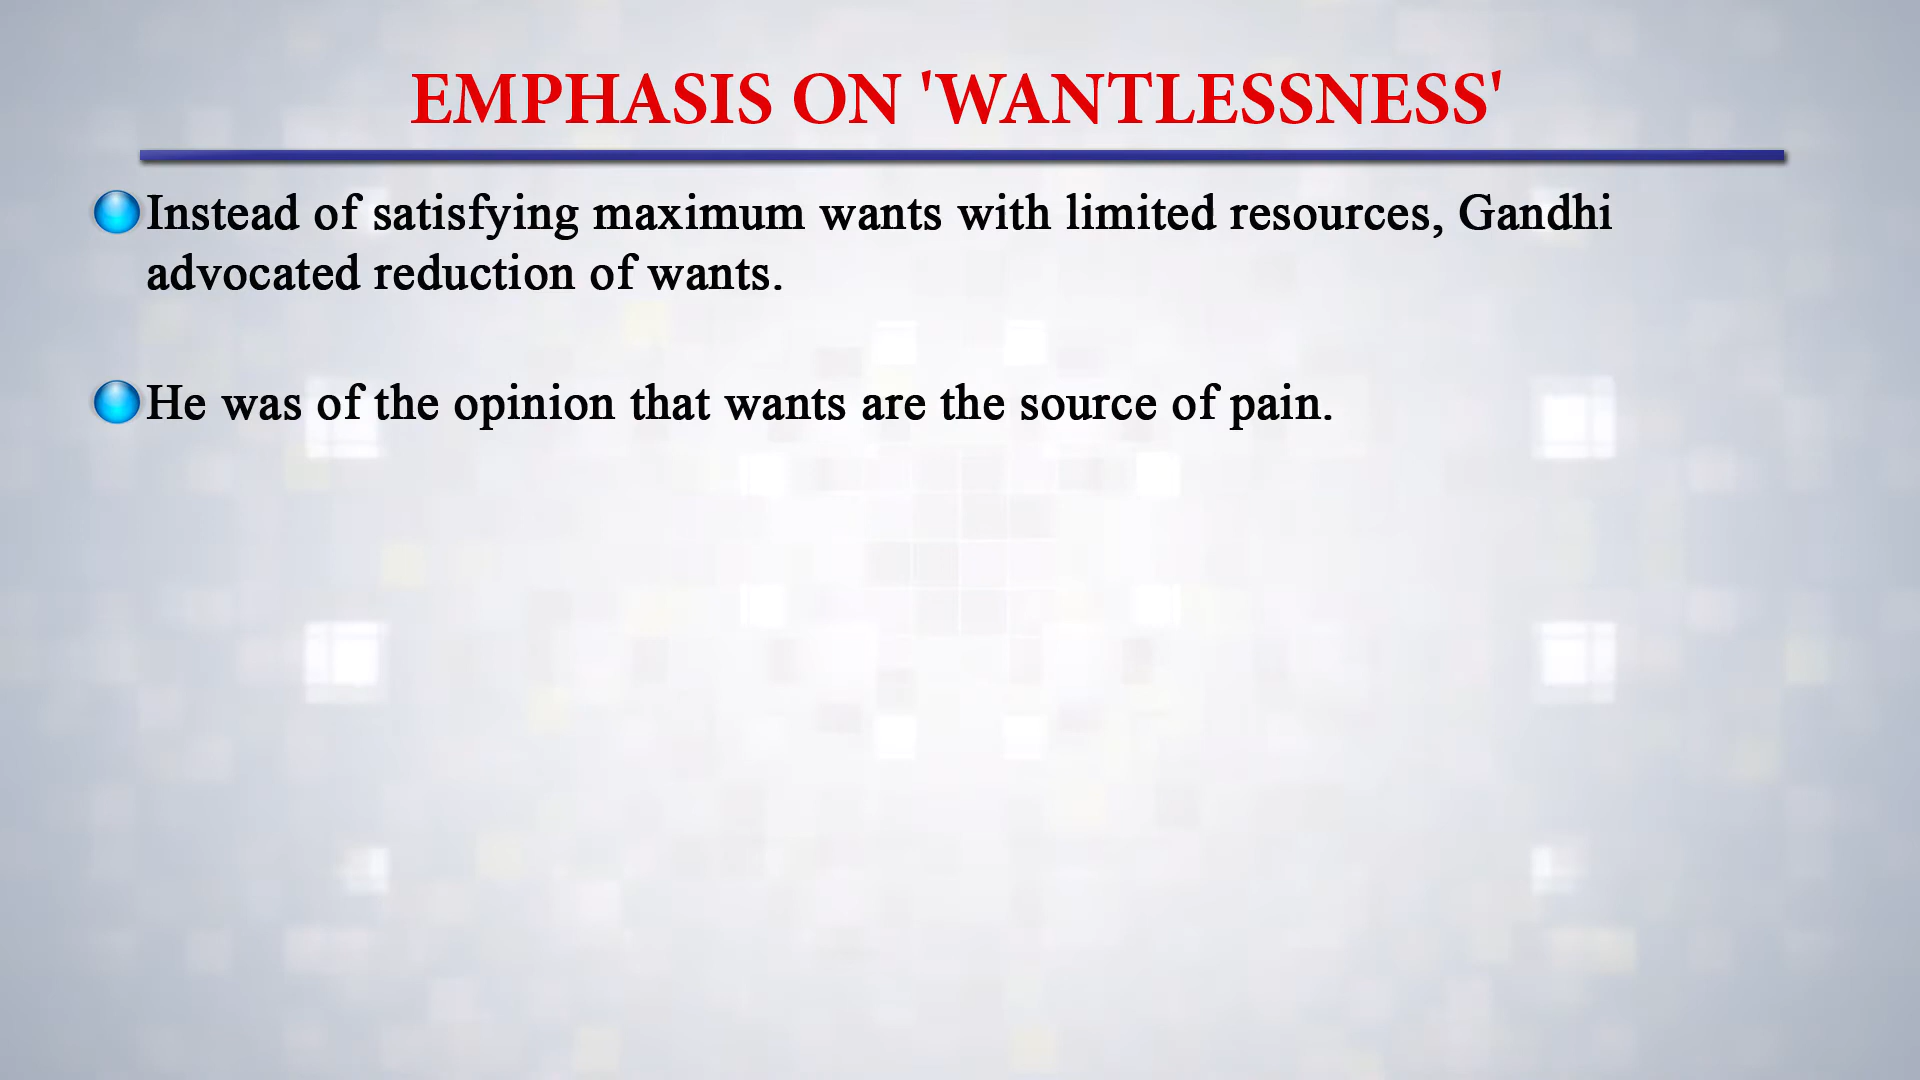 EMPHASIS ON 'WANTLESSNESS'
Instead of satisfying maximum wants with limited resources, Gandhi
advocated reduction of wants.
He was of the opinion that wants are the source of pain.